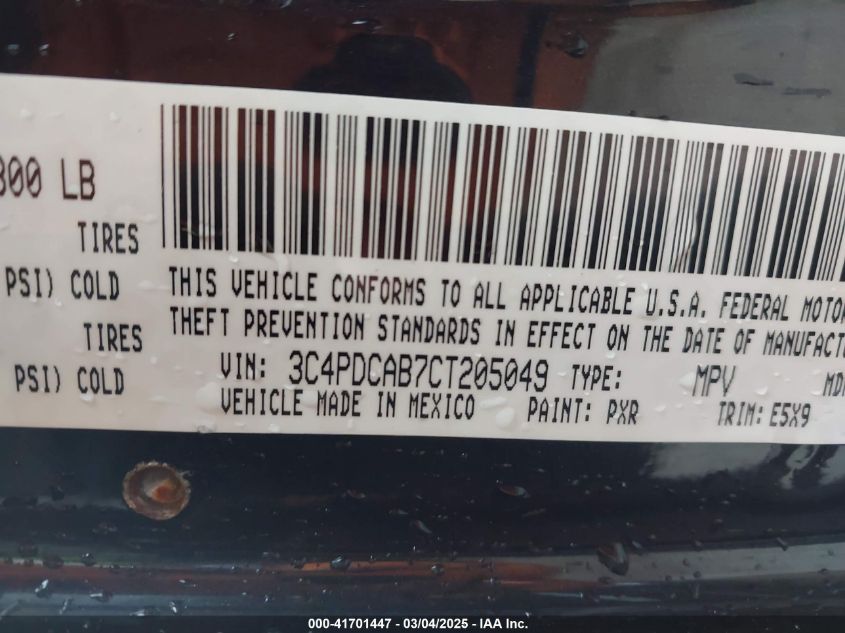 800 LB
TIRES
PSI) COLD
TIRES
PSI) COLD
THIS VEHICLE CONFORMS TO ALL APPLICABLE U.S.A. FEDERAL MOTOR
THEFT PREVENTION STANDARDS IN EFFECT ON THE DATE OF MANUFACTU
VIN: 3C4PDCAB7CT205049 TYPE: MPV MD
VEHICLE MADE IN MEXICO PAINT: PXR TRIM: E5X9
000-41701447 - 03/04/2025 - IAA Inc.